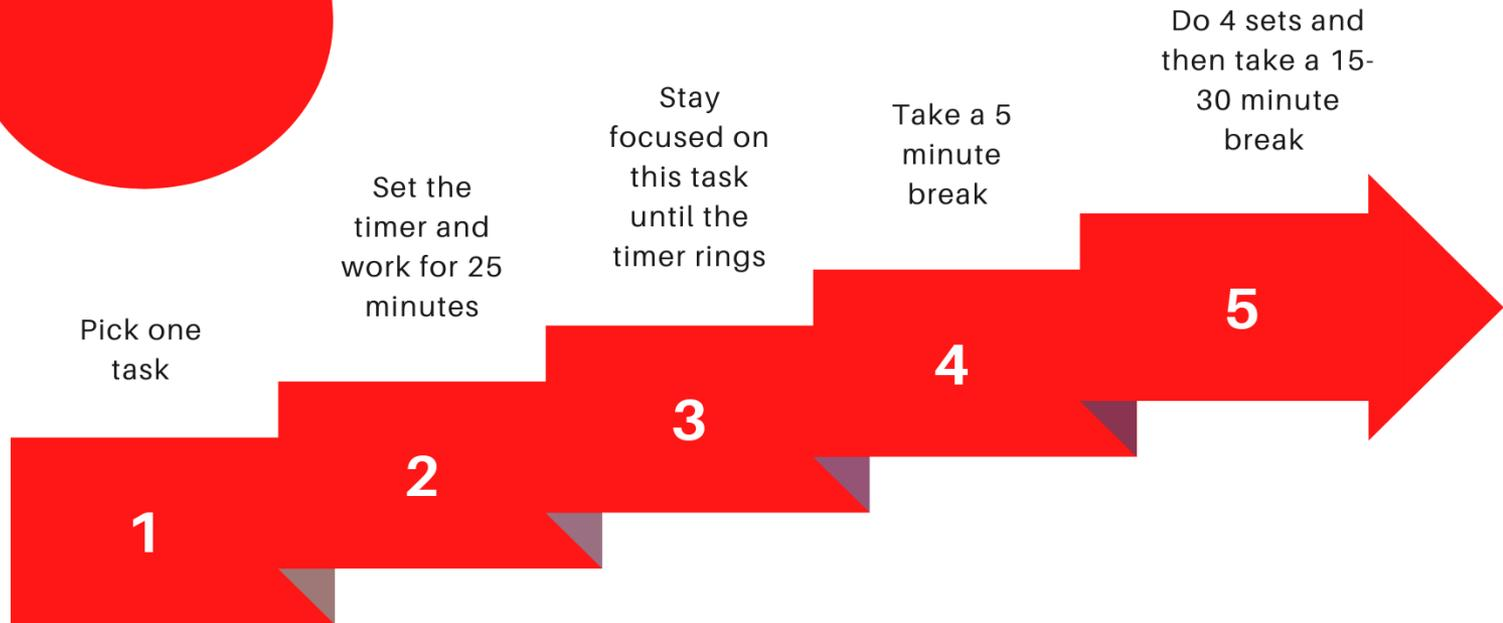 Pick one
task
1
Set the
timer and
work for 25
minutes
2
Stay
focused on
this task
until the
timer rings
3
Take a 5
minute
break
4
Do 4 sets and
then take a 15-
30 minute
break
5